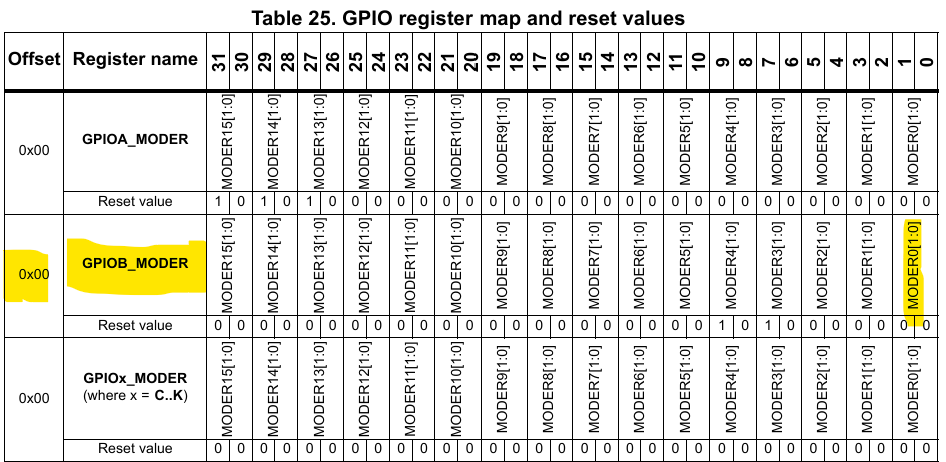 Table 25. GPIO register map and reset values
Offset Register name 31 30 29 28 27 26 25 24 23 22 21 20 19 18 17 16 15 14 13 12 11 10 9 8 7 6 5 4 3 2 1 0
0x00 GPIOA_MODER MODER15[1:0] MODER14[1:0] MODER13[1:0] MODER12[1:0] MODER11[1:0] MODER10[1:0] MODER9[1:0] MODER8[1:0] MODER7[1:0] MODER6[1:0] MODER5[1:0] MODER4[1:0] MODER3[1:0] MODER2[1:0] MODER1[1:0] MODER0[1:0]
Reset value 1 0 1 0 1 0 0 0 0 0 0 0 0 0 0 0 0 0 0 0 0 0 0 0 0 0 0 0 0 0 0 0
0x00 GPIOB_MODER MODER15[1:0] MODER14[1:0] MODER13[1:0] MODER12[1:0] MODER11[1:0] MODER10[1:0] MODER9[1:0] MODER8[1:0] MODER7[1:0] MODER6[1:0] MODER5[1:0] MODER4[1:0] MODER3[1:0] MODER2[1:0] MODER1[1:0] MODER0[1:0]
Reset value 0 0 0 0 0 0 0 0 0 0 0 0 0 0 0 0 0 0 0 0 0 0 1 0 1 0 0 0 0 0 0 0
0x00 GPIOx_MODER MODER15[1:0] MODER14[1:0] MODER13[1:0] MODER12[1:0] MODER11[1:0] MODER10[1:0] MODER9[1:0] MODER8[1:0] MODER7[1:0] MODER6[1:0] MODER5[1:0] MODER4[1:0] MODER3[1:0] MODER2[1:0] MODER1[1:0] MODER0[1:0]
(where x = C..K)
Reset value 0 0 0 0 0 0 0 0 0 0 0 0 0 0 0 0 0 0 0 0 0 0 0 0 0 0 0 0 0 0 0 0